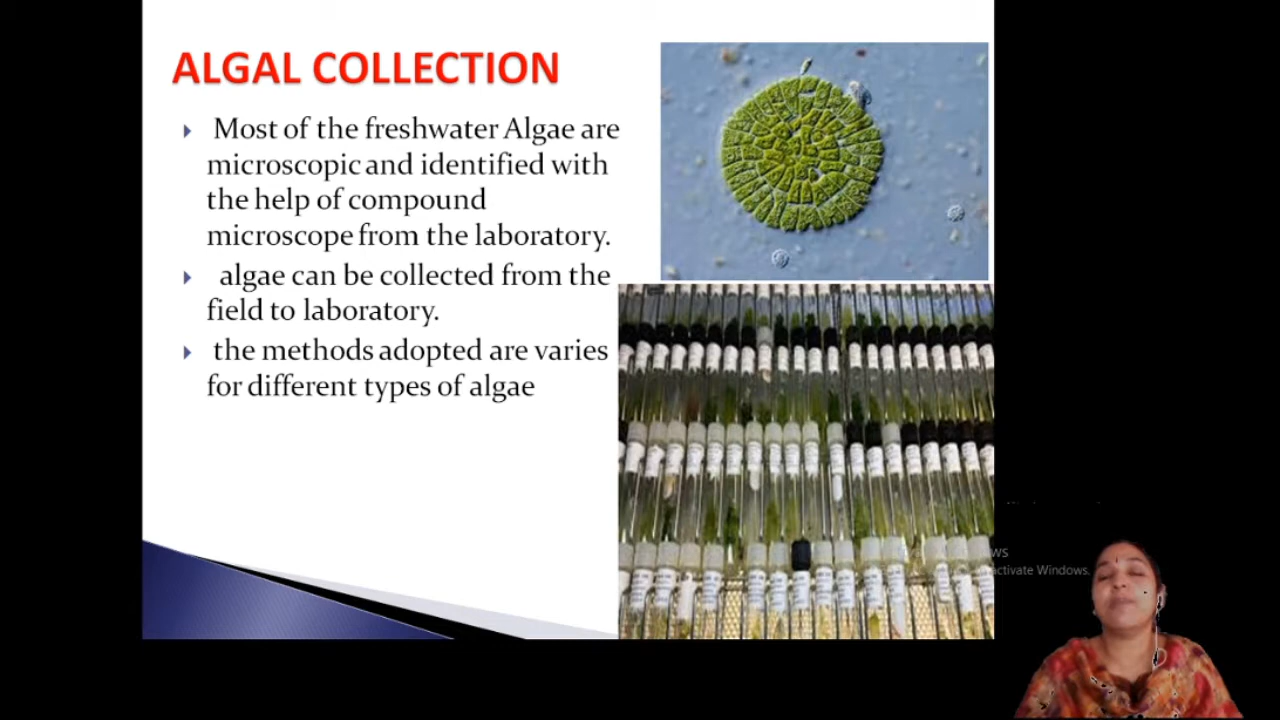 ALGAL COLLECTION
Most of the freshwater Algae are
microscopic and identified with
the help of compound
microscope from the laboratory.
algae can be collected from the
field to laboratory.
the methods adopted are varies
for different types of algae
ctivate Windows.